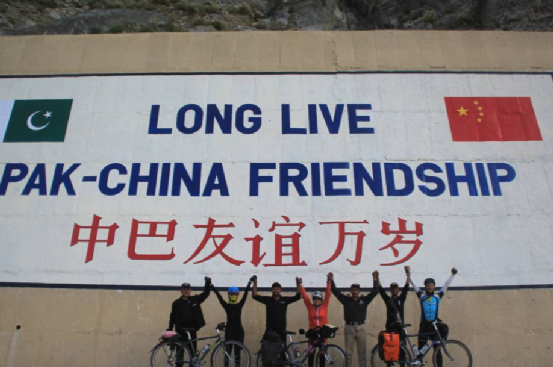 LONG LIVE
PAK-CHINA FRIENDSHIP
中巴友谊万岁